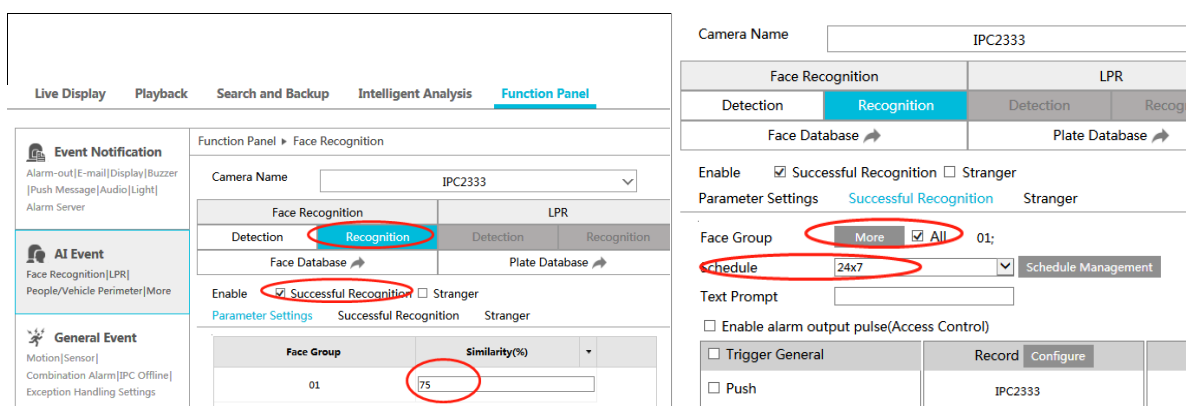 Live Display Playback Search and Backup Intelligent Analysis Function Panel
Event Notification
Alarm-out|E-mail|Display|Buzzer
|Push Message|Audio|Light|
Alarm Server
AI Event
Face Recognition|LPR|
People/Vehicle Perimeter|More
General Event
Motion|Sensor|
Combination Alarm|IPC Offline|
Exception Handling Settings
Function Panel ▸ Face Recognition
Camera Name IPC2333
Face Recognition LPR
Detection Recognition Detection Recognition
Face Database Plate Database
Enable Successful Recognition Stranger
Parameter Settings Successful Recognition Stranger
Face Group Similarity(%)
01 75
Camera Name IPC2333
Face Recognition LPR
Detection Recognition Detection Recog
Face Database Plate Database
Enable Successful Recognition Stranger
Parameter Settings Successful Recognition Stranger
Face Group More All 01;
Schedule 24x7 Schedule Management
Text Prompt
Enable alarm output pulse(Access Control)
Trigger General Record Configure
Push IPC2333